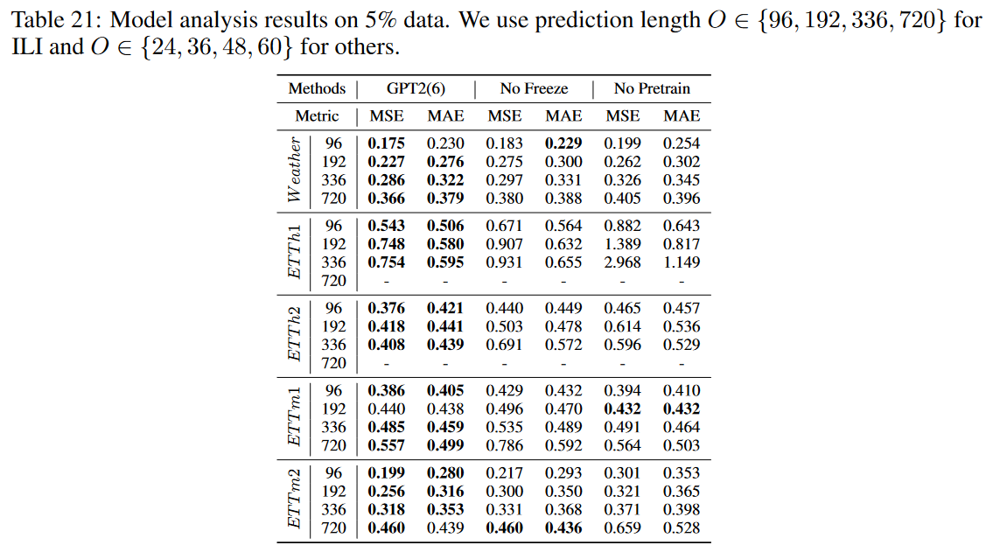 Table 21: Model analysis results on 5% data. We use prediction length O ∈ {96, 192, 336, 720} for
ILI and O ∈ {24, 36, 48, 60} for others.
Methods GPT2(6) No Freeze No Pretrain
Metric MSE MAE MSE MAE MSE MAE
Weather
96 0.175 0.230 0.183 0.229 0.199 0.254
192 0.227 0.276 0.275 0.300 0.262 0.302
336 0.286 0.322 0.297 0.331 0.326 0.345
720 0.366 0.379 0.380 0.388 0.405 0.396
ETTh1
96 0.543 0.506 0.671 0.564 0.882 0.643
192 0.748 0.580 0.907 0.632 1.389 0.817
336 0.754 0.595 0.931 0.655 2.968 1.149
720 - - - - - -
ETTh2
96 0.376 0.421 0.440 0.449 0.465 0.457
192 0.418 0.441 0.503 0.478 0.614 0.536
336 0.408 0.439 0.691 0.572 0.596 0.529
720 - - - - - -
ETTm1
96 0.386 0.405 0.429 0.432 0.394 0.410
192 0.440 0.438 0.496 0.470 0.432 0.432
336 0.485 0.459 0.535 0.489 0.491 0.464
720 0.557 0.499 0.786 0.592 0.564 0.503
ETTm2
96 0.199 0.280 0.217 0.293 0.301 0.353
192 0.256 0.316 0.300 0.350 0.321 0.365
336 0.318 0.353 0.331 0.368 0.371 0.398
720 0.460 0.439 0.460 0.436 0.659 0.528